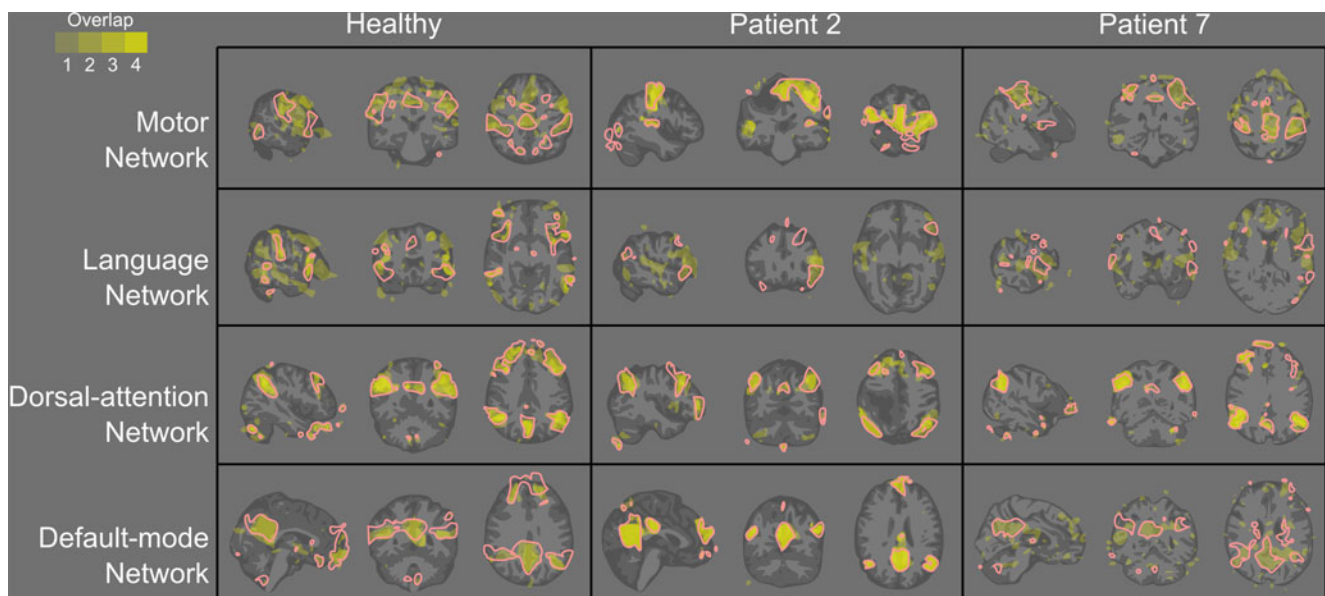 Overlap
1 2 3 4
Healthy
Patient 2
Patient 7
Motor
Network
Language
Network
Dorsal-attention
Network
Default-mode
Network